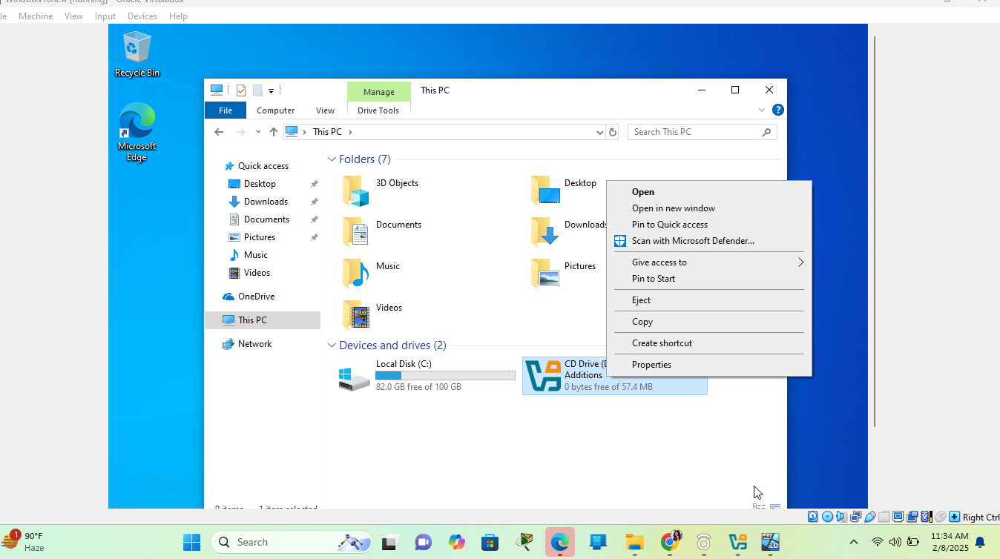 Windows10new [Running] - Oracle VirtualBox
le Machine View Input Devices Help
Recycle Bin
Microsoft
Edge
Manage This PC
File Computer View Drive Tools
This PC
Search This PC
Quick access
Desktop
Downloads
Documents
Pictures
Music
Videos
OneDrive
This PC
Network
Folders (7)
3D Objects
Desktop
Documents
Downloads
Music
Pictures
Videos
Devices and drives (2)
Local Disk (C:)
82.0 GB free of 100 GB
CD Drive (
Additions
0 bytes free of 57.4 MB
Open
Open in new window
Pin to Quick access
Scan with Microsoft Defender...
Give access to
Pin to Start
Eject
Copy
Create shortcut
Properties
9 items 1 item selected
Right Ctrl
1
90°F
Haze
Search
11:34 AM
2/8/2025